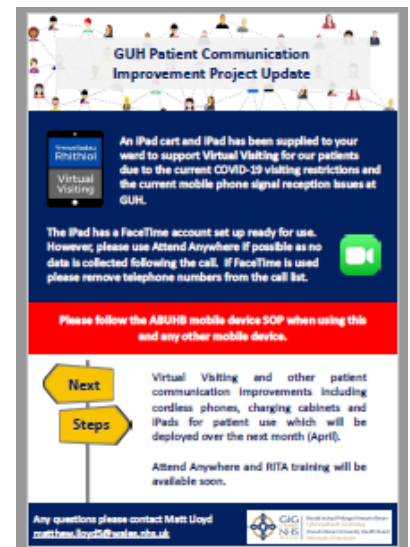 GUH Patient Communication
Improvement Project Update
Ymweliadau
Rhithiol
Virtual
Visiting
An iPad cart and iPad has been supplied to your
ward to support Virtual Visiting for our patients
due to the current COVID-19 visiting restrictions and
the current mobile phone signal reception issues at
GUH.
The iPad has a FaceTime account set up ready for use.
However, please use Attend Anywhere if possible as no
data is collected following the call. If FaceTime is used
please remove telephone numbers from the call list.
Please follow the ABUHB mobile device SOP when using this
and any other mobile device.
Next
Steps
Virtual Visiting and other patient
communication improvements including
cordless phones, charging cabinets and
iPads for patient use which will be
deployed over the next month (April).
Attend Anywhere and RITA training will be
available soon.
Any questions please contact Matt Lloyd
matthew.lloyd5@wales.nhs.uk
GIG
NHS